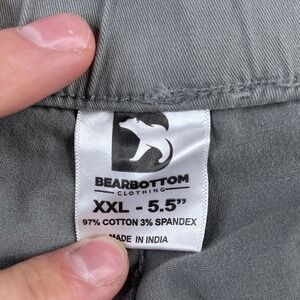 BEARBOTTOM
CLOTHING
XXL - 5.5"
97% COTTON 3% SPANDEX
MADE IN INDIA